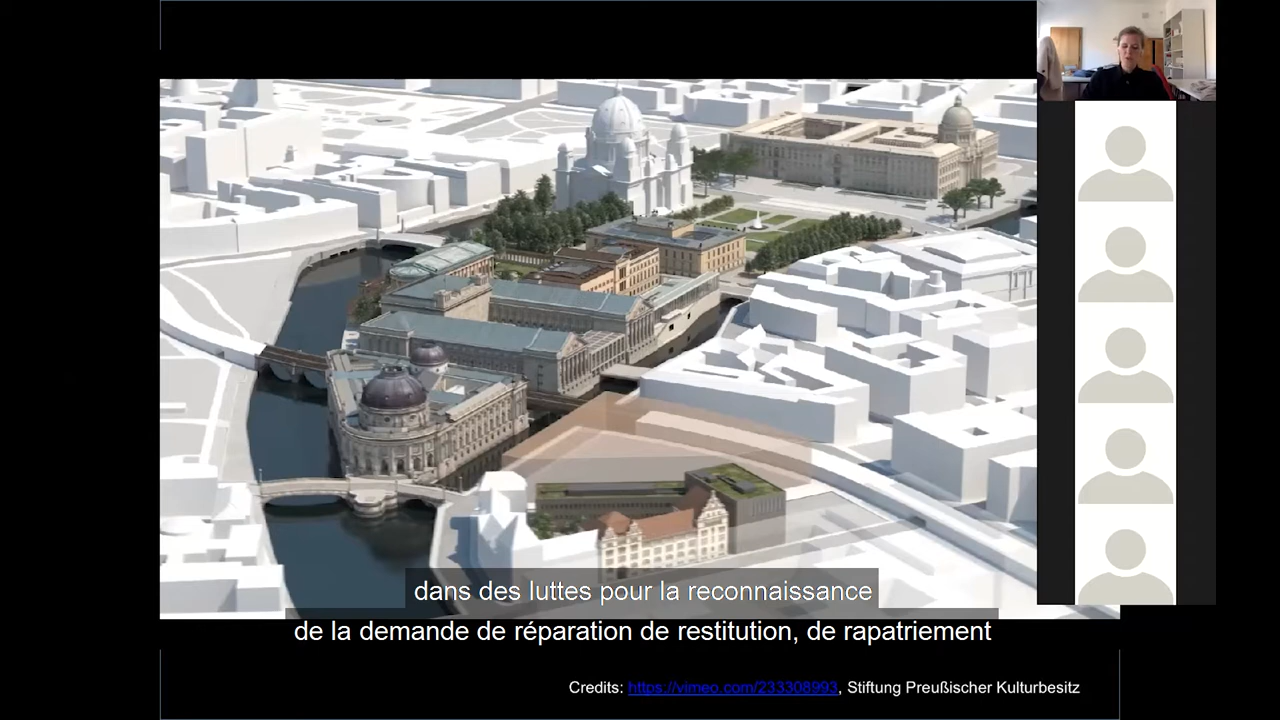 dans des luttes pour la reconnaissance
de la demande de réparation de restitution, de rapatriement
Credits: https://vimeo.com/233308993, Stiftung Preußischer Kulturbesitz